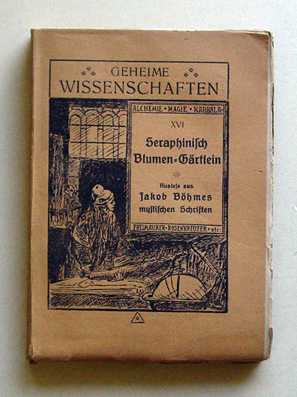 GEHEIME
WISSENSCHAFTEN
ALCHEMIE • MAGIE • KABBALA •
XVI
Seraphinisch
Blumen-Gärtlein
Auslese aus
Jakob Böhmes
mystischen Schriften
FREIMAURER • ROSENKREUZER • etc.